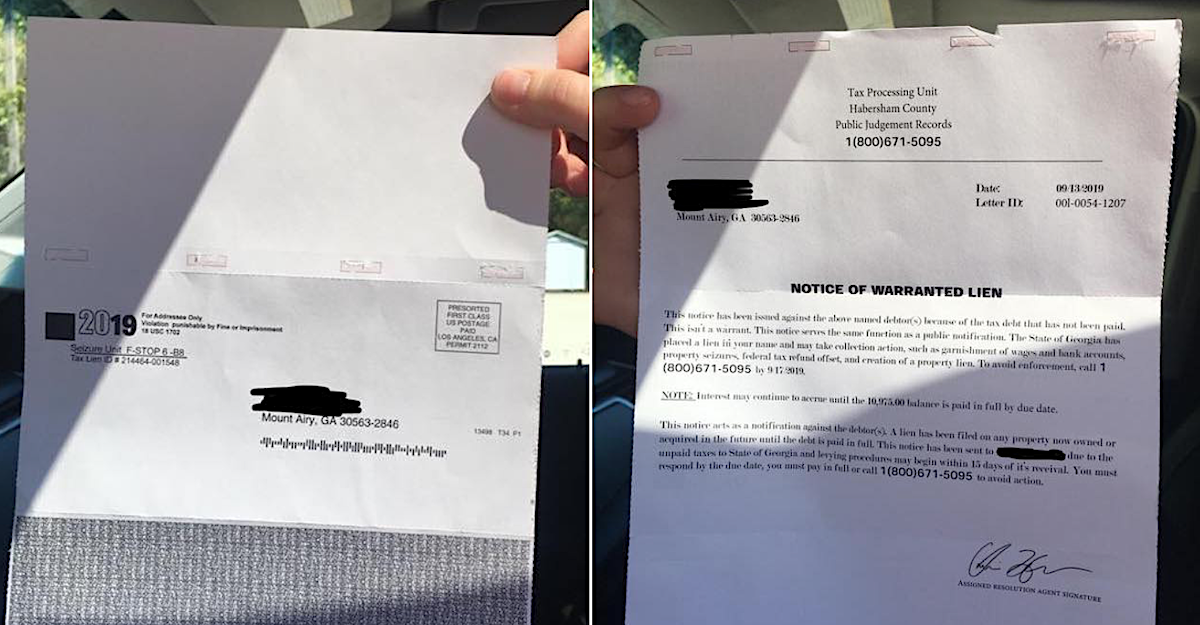 2019
For Addressee Only
Violation punishable by Fine or Imprisonment
18 USC 1702
Seizure Unit, F-STOP 6 -B8
Tax Lien ID # 214464-001548
PRESORTED
FIRST CLASS
US POSTAGE
PAID
LOS ANGELES, CA
PERMIT 2112
Mount Airy, GA 30563-2846
13498 T34 P1
Tax Processing Unit
Habersham County
Public Judgement Records
1(800)671-5095
Mount Airy, GA 30563-2846
Date: 09/13/2019
Letter ID: 00l-0054-1207
NOTICE OF WARRANTED LIEN
This notice has been issued against the above named debtor(s) because of the tax debt that has not been paid.
This isn't a warrant. This notice serves the same function as a public notification. The State of Georgia has
placed a lien in your name and may take collection action, such as garnishment of wages and bank accounts,
property seizures, federal tax refund offset, and creation of a property lien. To avoid enforcement, call 1
(800)671-5095 by 9-17-2019.
NOTE: Interest may continue to accrue until the 10,975.00 balance is paid in full by due date.
This notice acts as a notification against the debtor(s). A lien has been filed on any property now owned or
acquired in the future until the debt is paid in full. This notice has been sent to due to the
unpaid taxes to State of Georgia and levying procedures may begin within 15 days of it's receival. You must
respond by the due date, you must pay in full or call 1(800)671-5095 to avoid action.
ASSIGNED RESOLUTION AGENT SIGNATURE